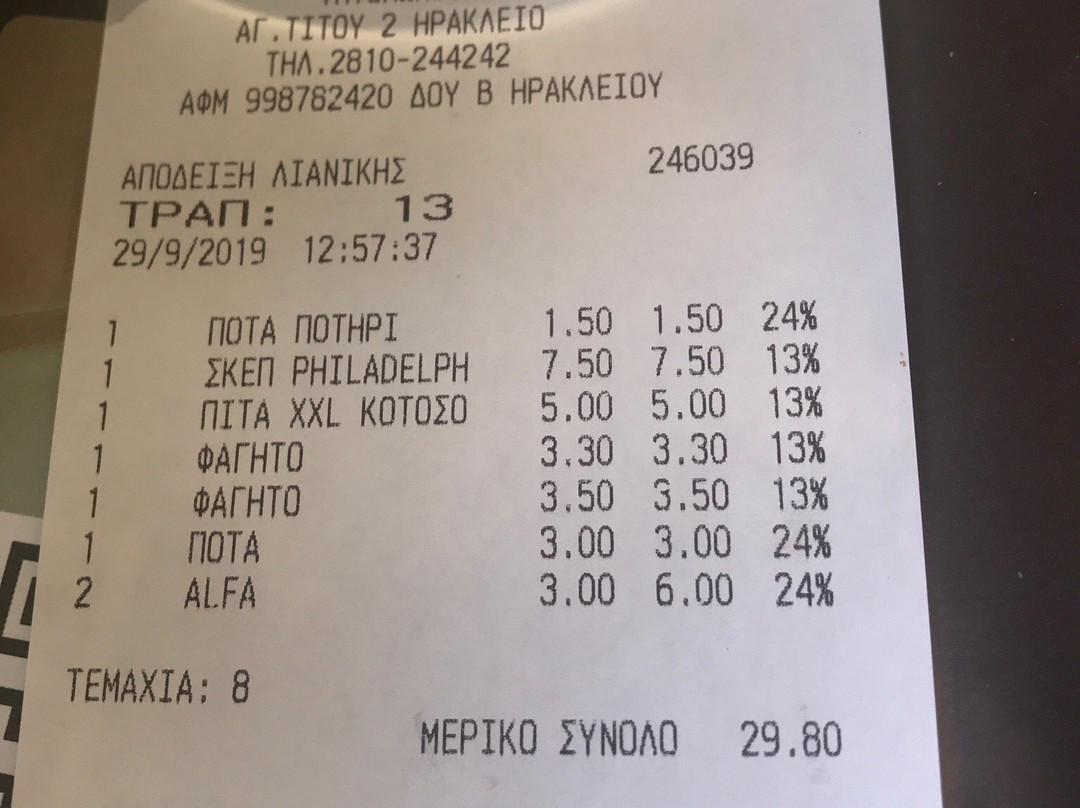 ΑΓ.ΤΙΤΟΥ 2 ΗΡΑΚΛΕΙΟ
ΤΗΛ.2810-244242
ΑΦΜ 998782420 ΔΟΥ Β ΗΡΑΚΛΕΙΟΥ
ΑΠΟΔΕΙΞΗ ΛΙΑΝΙΚΗΣ 246039
ΤΡΑΠ: 13
29/9/2019 12:57:37
1 ΠΟΤΑ ΠΟΤΗΡΙ 1.50 1.50 24%
1 ΣΚΕΠ PHILADELPH 7.50 7.50 13%
1 ΠΙΤΑ XXL ΚΟΤΟΣΟ 5.00 5.00 13%
1 ΦΑΓΗΤΟ 3.30 3.30 13%
1 ΦΑΓΗΤΟ 3.50 3.50 13%
1 ΠΟΤΑ 3.00 3.00 24%
2 ALFA 3.00 6.00 24%
ΤΕΜΑΧΙΑ: 8
ΜΕΡΙΚΟ ΣΥΝΟΛΟ 29.80